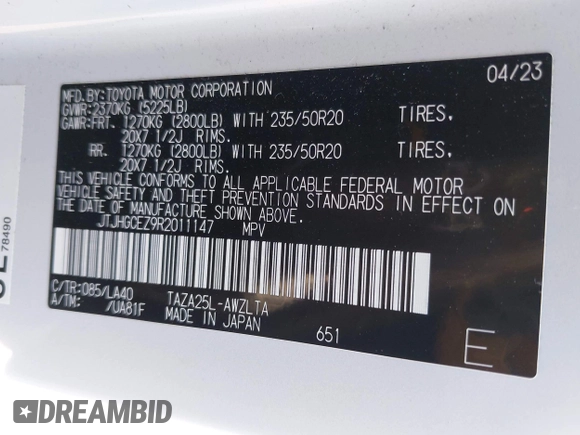 04/23
MFD.BY:TOYOTA MOTOR CORPORATION
GVWR:2370KG (5225LB)
GAWR:FRT. 1270KG (2800LB) WITH 235/50R20 TIRES,
20X7 1/2J RIMS.
RR. 1270KG (2800LB) WITH 235/50R20 TIRES,
20X7 1/2J RIMS.
THIS VEHICLE CONFORMS TO ALL APPLICABLE FEDERAL MOTOR
VEHICLE SAFETY AND THEFT PREVENTION STANDARDS IN EFFECT ON
THE DATE OF MANUFACTURE SHOWN ABOVE.
JTJHGCEZ9R2011147 MPV
C/TR:085/LA40 TAZA25L-AWZLTA
A/TM: /UA81F MADE IN JAPAN
651
E
78490
DREAMBID